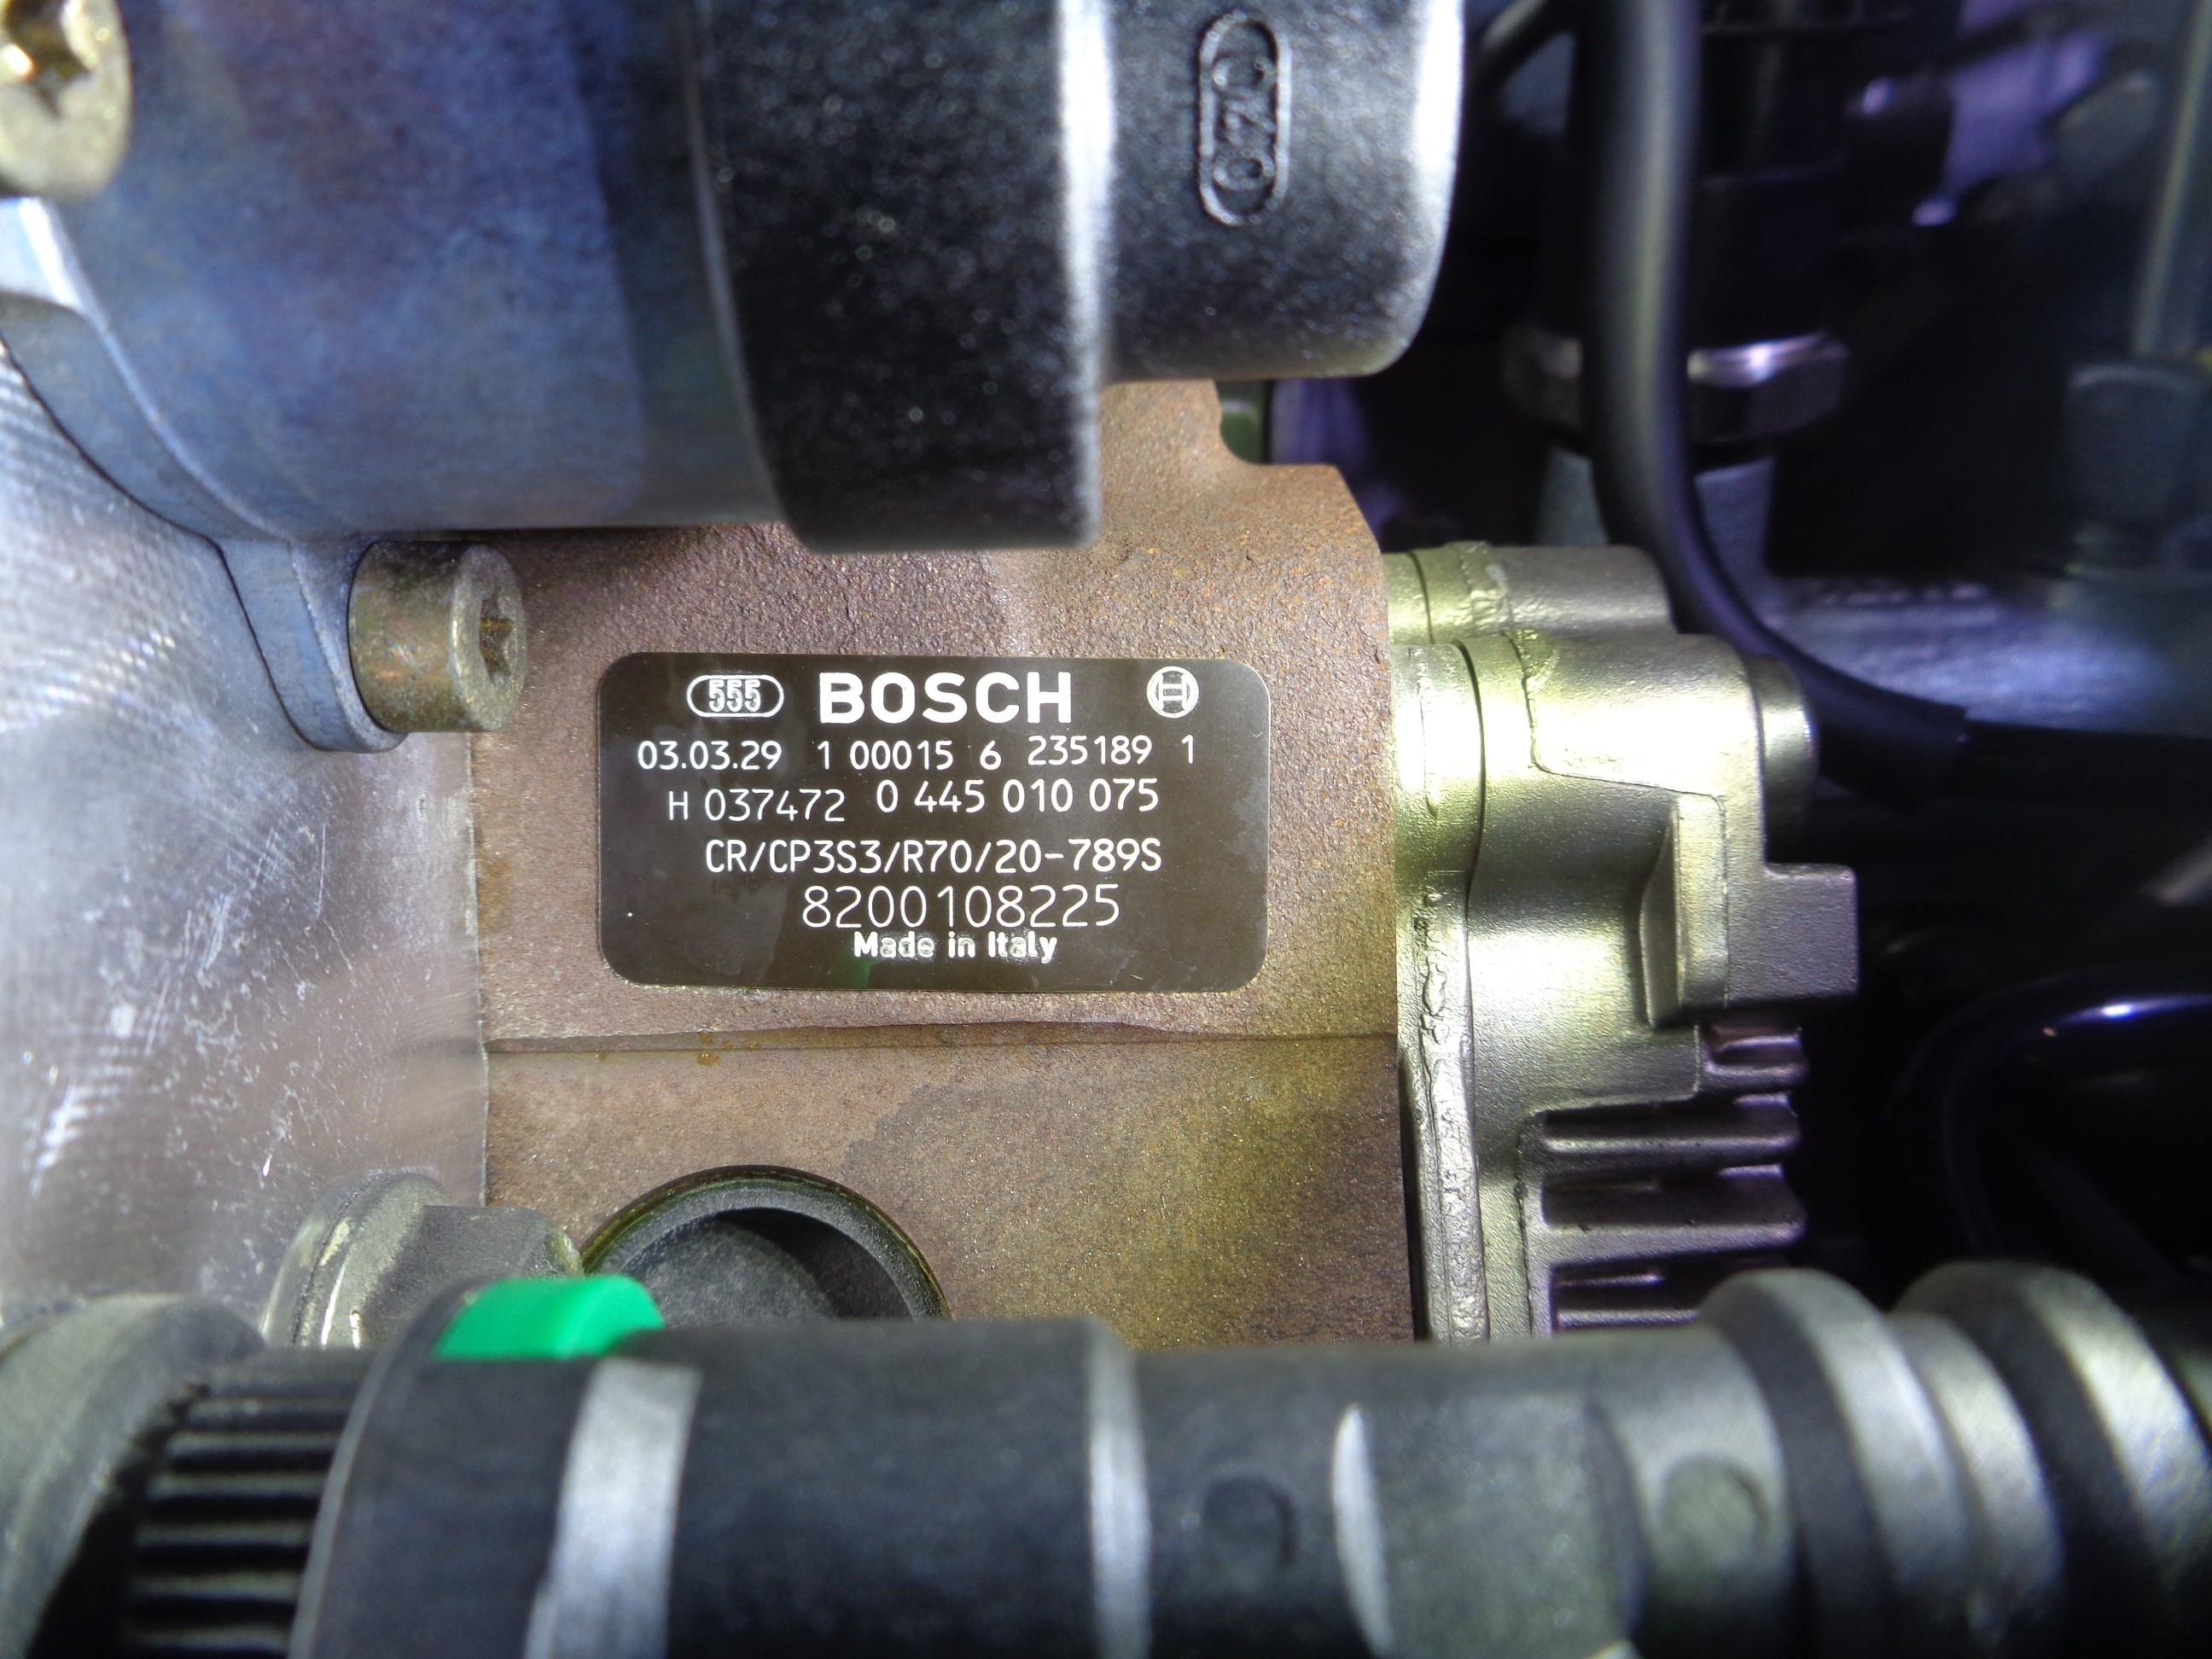 555 BOSCH
03.03.29 1 00015 6 235189 1
H 037472 0 445 010 075
CR/CP3S3/R70/20-789S
8200108225
Made in Italy